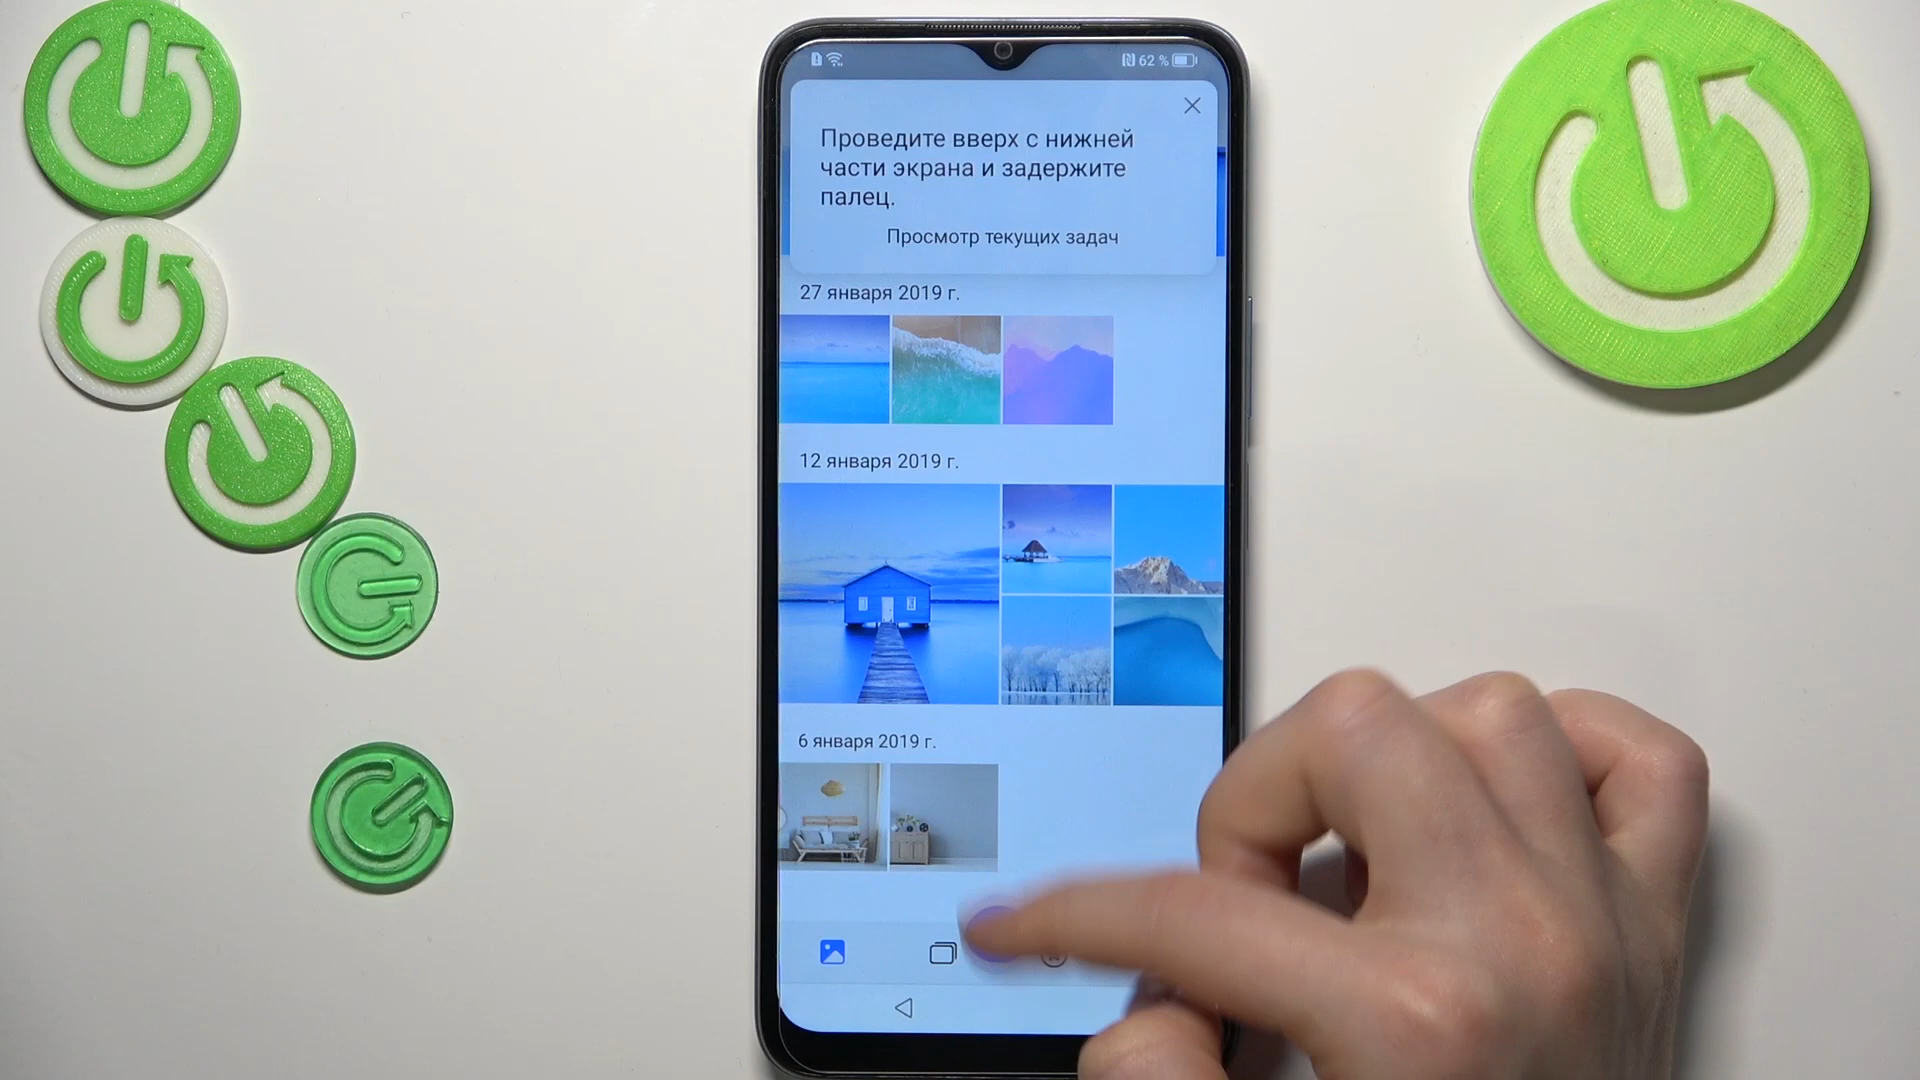 62 %
Проведите вверх с нижней
части экрана и задержите
палец.
Просмотр текущих задач
27 января 2019 г.
12 января 2019 г.
6 января 2019 г.